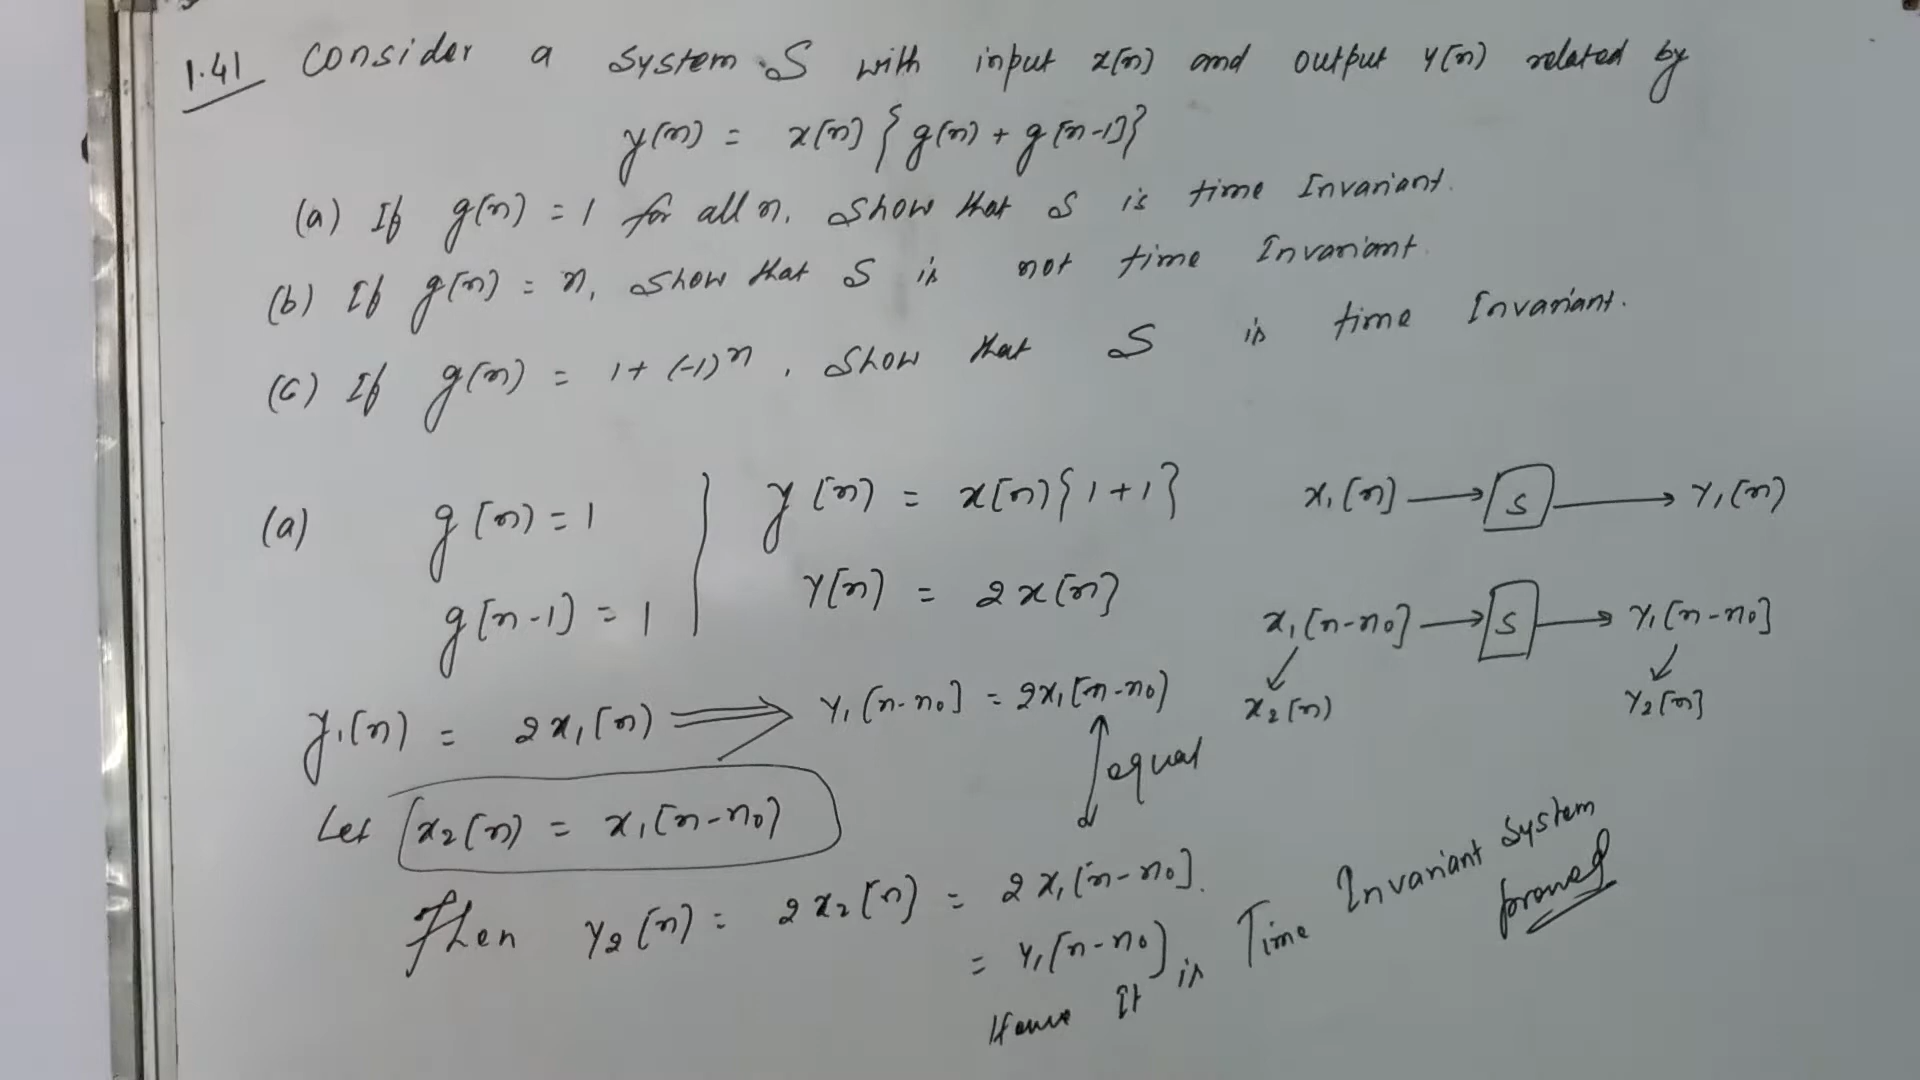 1.41 Consider a system S with input x[n] and output y[n] related by
y[n] = x[n] { g[n] + g[n-1] }
(a) If g[n] = 1 for all n, Show that S is time Invariant.
(b) If g[n] = n, Show that S is not time Invariant.
(c) If g[n] = 1 + (-1)^n, Show that S is time Invariant.
(a) g[n] = 1
g[n-1] = 1
y[n] = x[n] { 1 + 1 }
y[n] = 2x[n]
x₁[n] → S → y₁[n]
x₁[n-n₀] → S → y₁[n-n₀]
x₂[n] y₂[n]
y₁[n] = 2x₁[n] ⟹ y₁[n-n₀] = 2x₁[n-n₀]
equal
Let x₂[n] = x₁[n-n₀]
Then y₂[n] = 2x₂[n] = 2x₁[n-n₀].
= y₁[n-n₀]
Hence It is Time Invariant System
proved